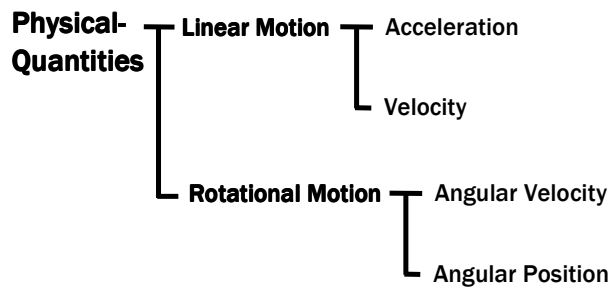 Physical-
Quantities
Linear Motion
Acceleration
Velocity
Rotational Motion
Angular Velocity
Angular Position